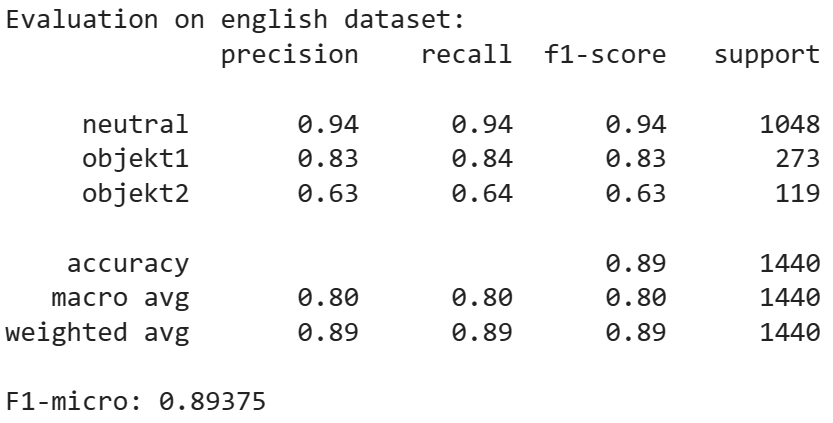 Evaluation on english dataset:
precision recall f1-score support
neutral 0.94 0.94 0.94 1048
objekt1 0.83 0.84 0.83 273
objekt2 0.63 0.64 0.63 119
accuracy 0.89 1440
macro avg 0.80 0.80 0.80 1440
weighted avg 0.89 0.89 0.89 1440
F1-micro: 0.89375